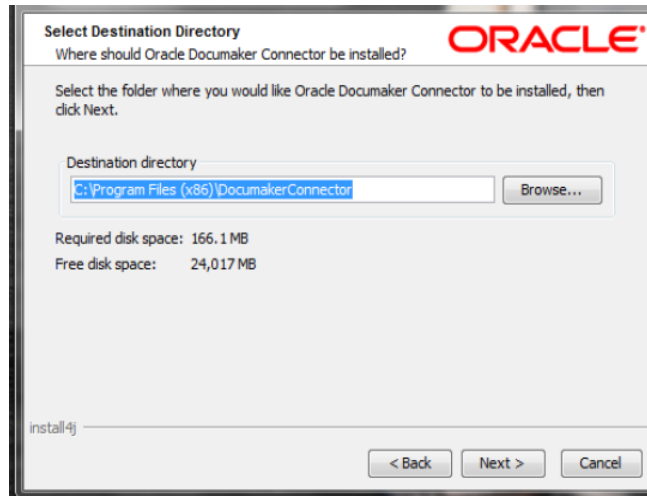 Select Destination Directory
Where should Oracle Documaker Connector be installed?
ORACLE
Select the folder where you would like Oracle Documaker Connector to be installed, then
click Next.
Destination directory
C:\Program Files (x86)\DocumakerConnector
Browse...
Required disk space: 166.1 MB
Free disk space: 24,017 MB
install4j
< Back
Next >
Cancel